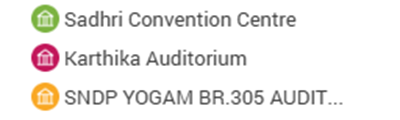 Sadhri Convention Centre
Karthika Auditorium
SNDP YOGAM BR.305 AUDIT...